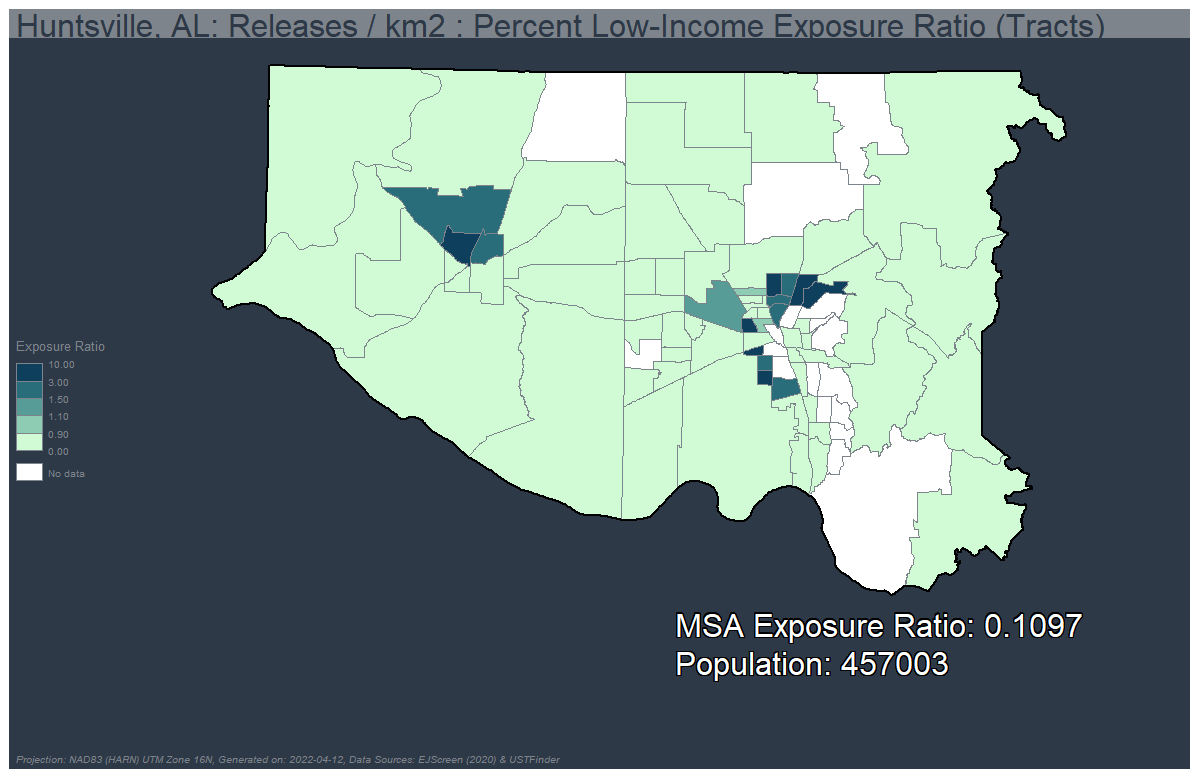 Huntsville, AL: Releases / km2 : Percent Low-Income Exposure Ratio (Tracts)
Exposure Ratio
10.00
3.00
1.50
1.10
0.90
0.00
No data
MSA Exposure Ratio: 0.1097
Population: 457003
Projection: NAD83 (HARN) UTM Zone 16N, Generated on: 2022-04-12, Data Sources: EJScreen (2020) & USTFinder